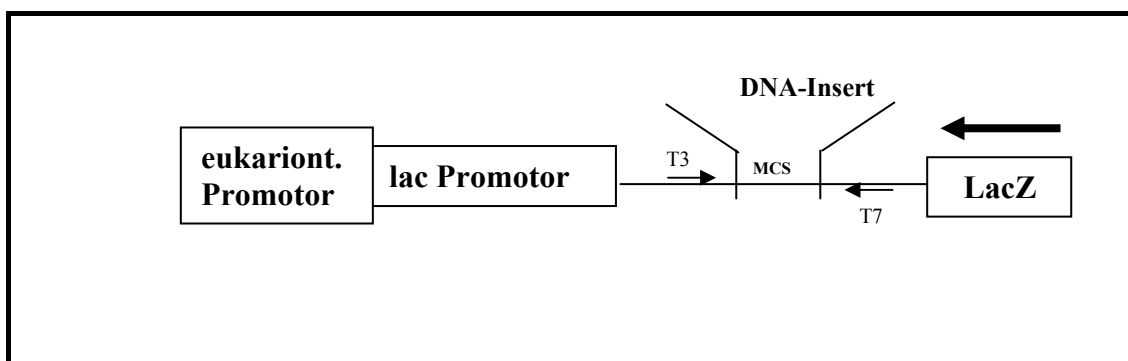 DNA-Insert
eukariont.
Promotor
lac Promotor
T3
MCS
T7
LacZ